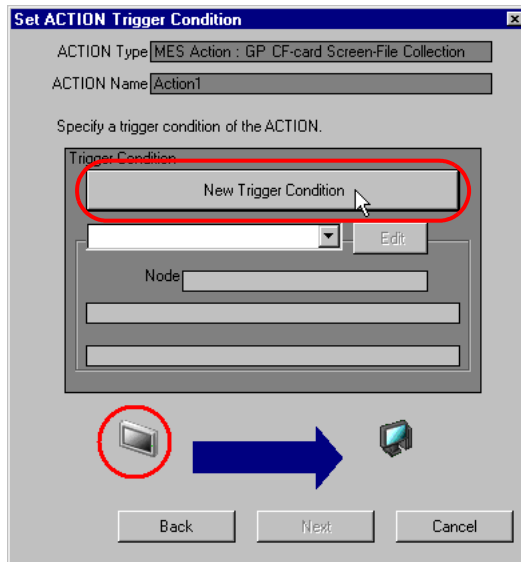 Set ACTION Trigger Condition
ACTION Type MES Action : GP CF-card Screen-File Collection
ACTION Name Action1
Specify a trigger condition of the ACTION.
Trigger Condition
New Trigger Condition
Edit
Node
Back Next Cancel